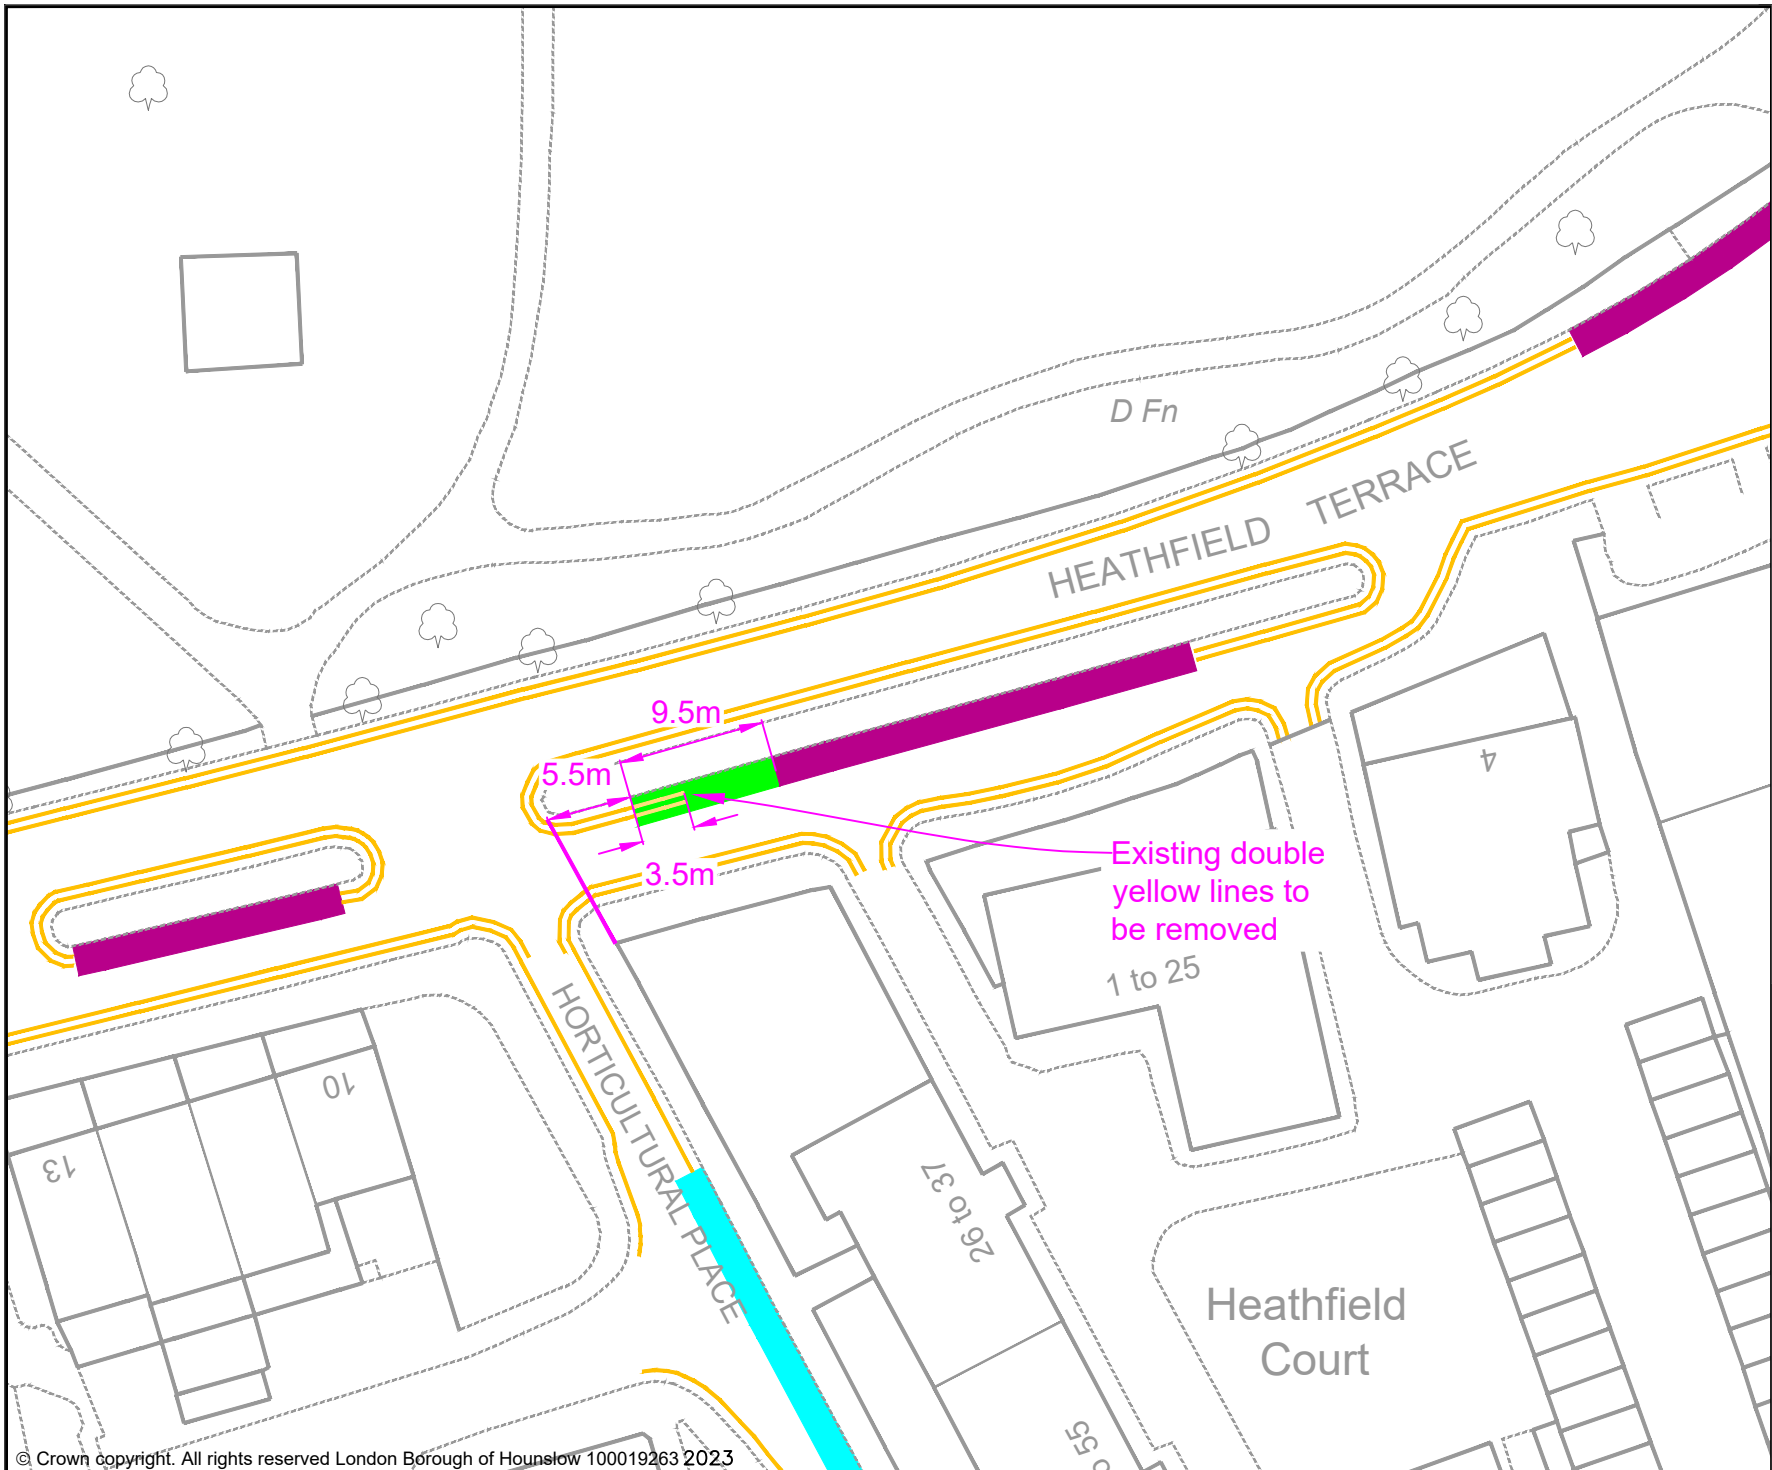 D Fn
HEATHFIELD TERRACE
9.5m
5.5m
3.5m
Existing double
yellow lines to
be removed
4
1 to 25
HORTICULTURAL PLACE
10
13
26 to 37
Heathfield
Court
55
© Crown copyright. All rights reserved London Borough of Hounslow 100019263 2023